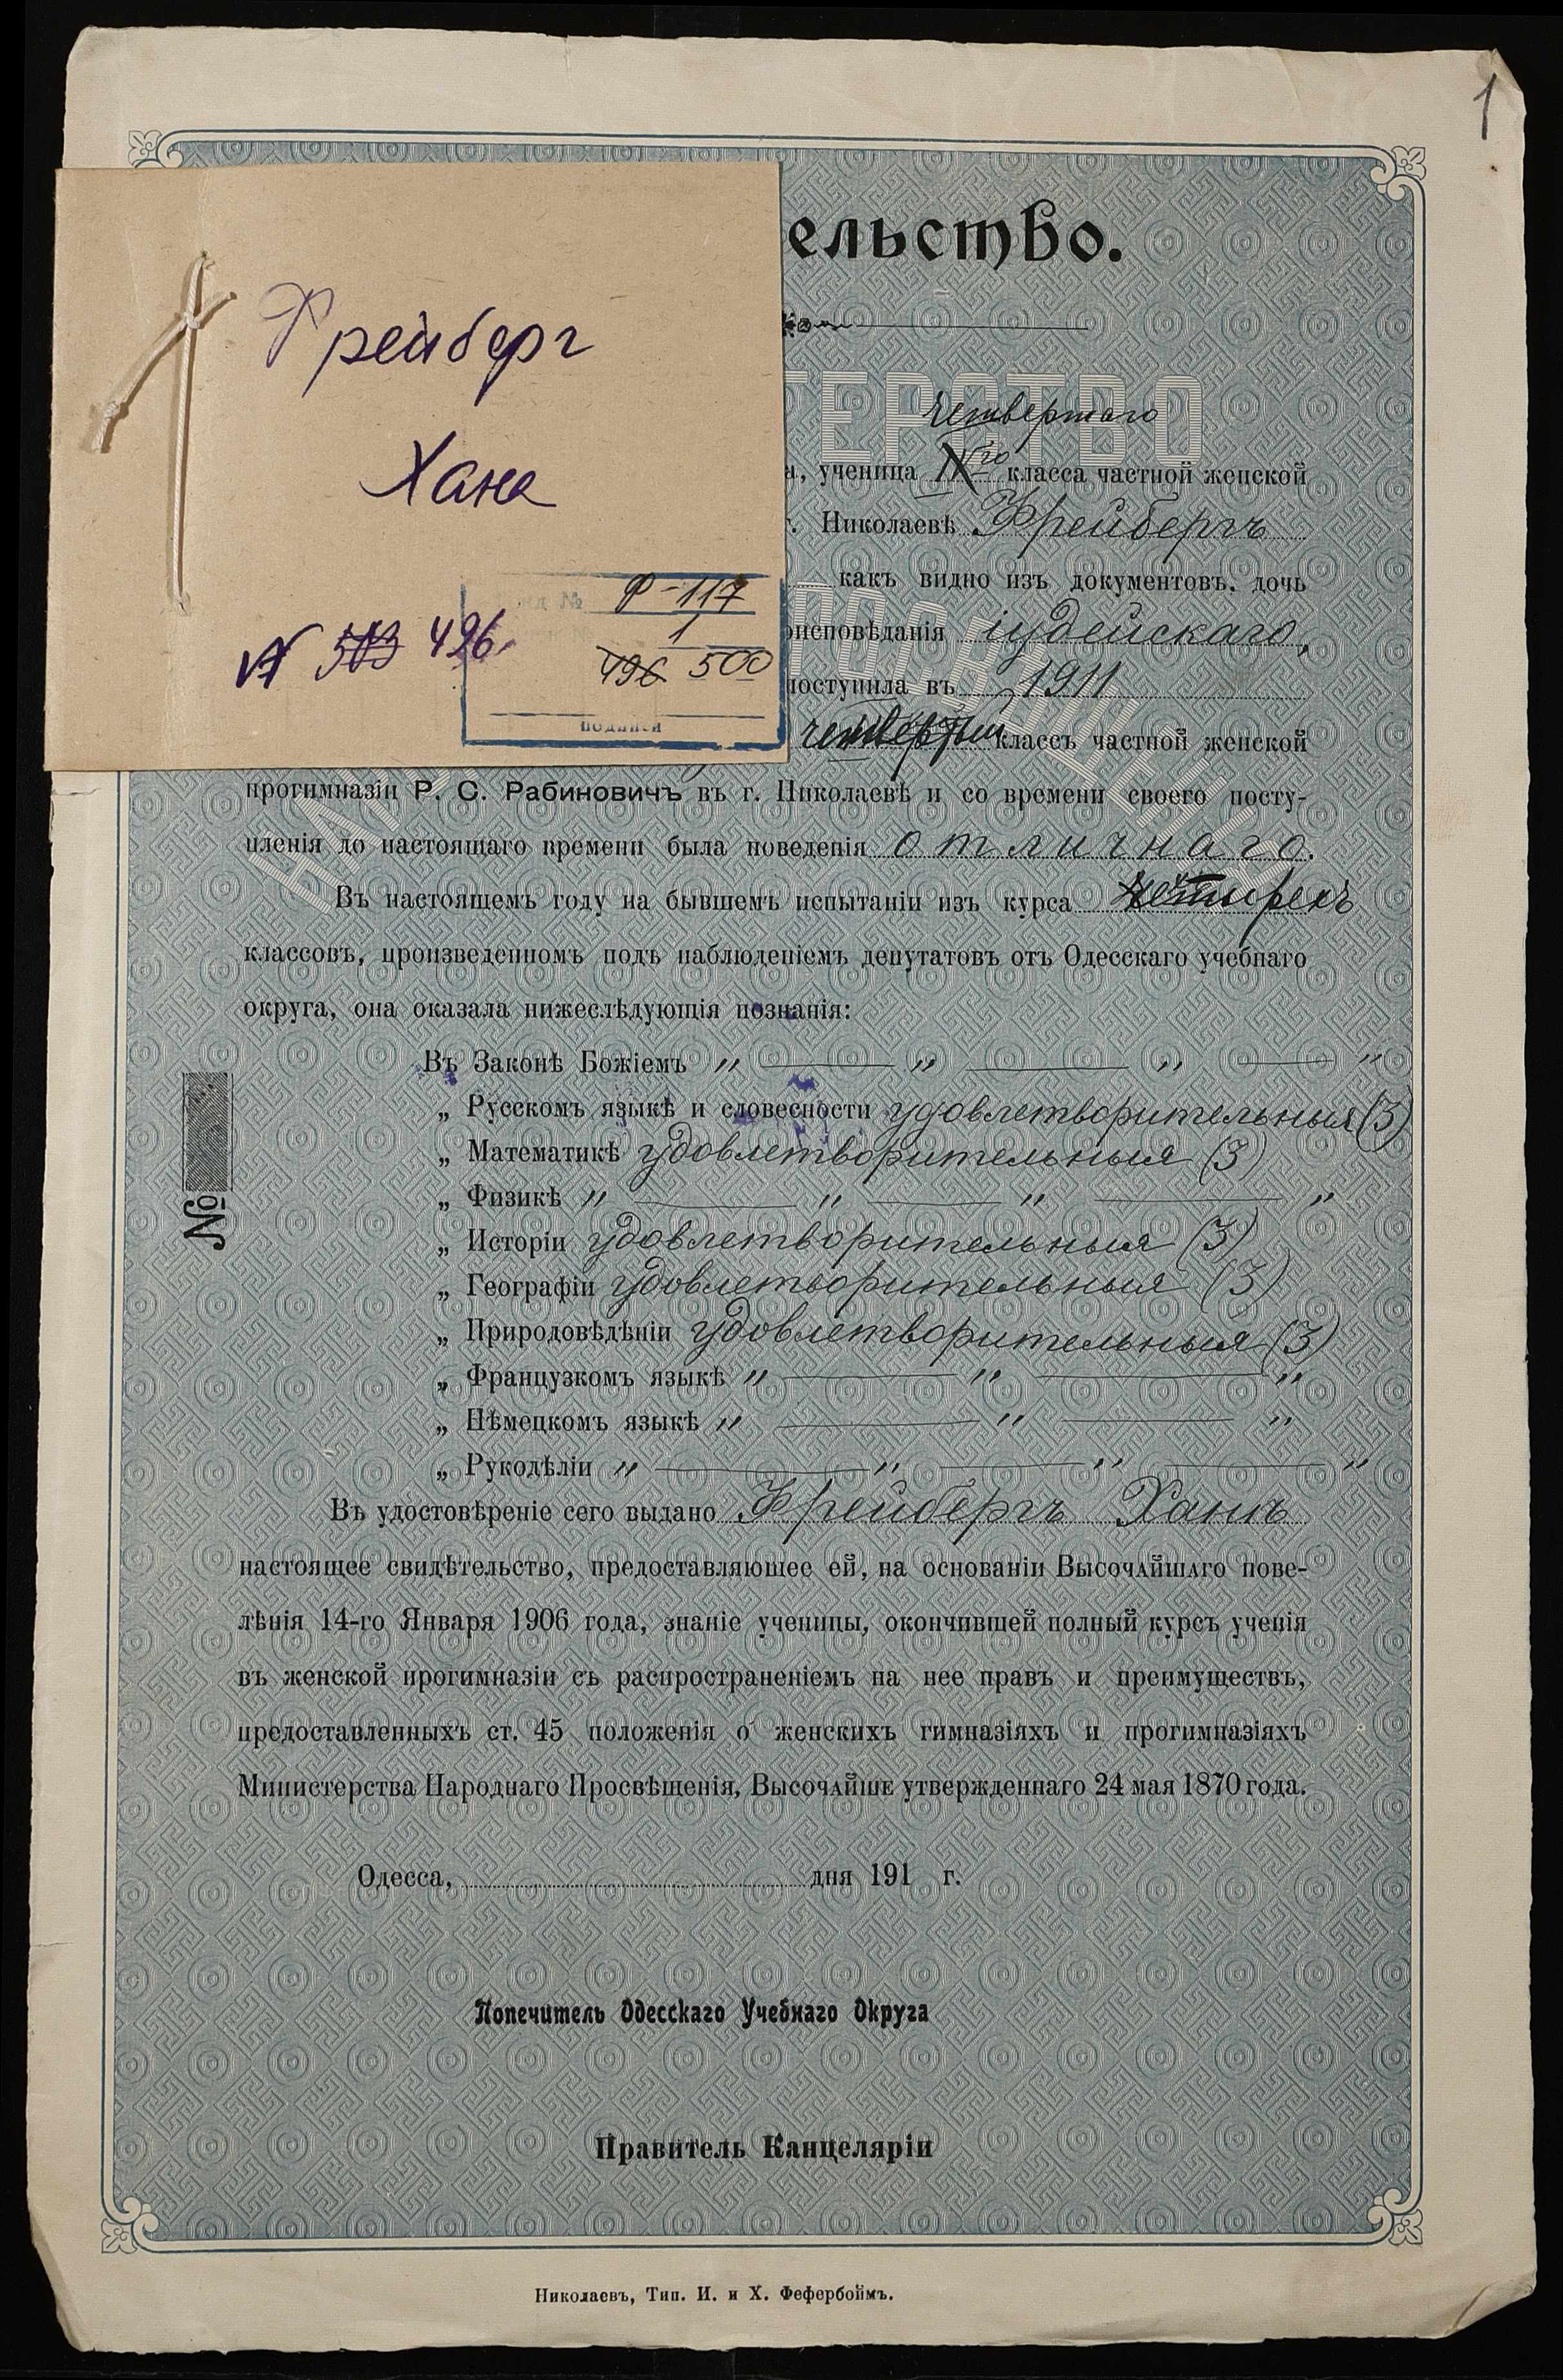 1
ельство.
Фрейберг
Хана
№ 503 426
Р-117
1
496 500
подписи
МИНИСТЕРСТВО
четвертаго
, ученица IV го класса частной женской
г. Николаевѣ Фрейбергъ
какъ видно изъ документовъ, дочь
оисповѣданія іудейскаго,
поступила въ 1911
четвертый классъ частной женской
прогимназіи Р. С. Рабиновичъ въ г. Николаевѣ и со времени своего посту-
пленія до настоящаго времени была поведенія отличнаго.
Въ настоящемъ году на бывшемъ испытаніи изъ курса четырехъ
классовъ, произведенномъ подъ наблюденіемъ депутатовъ отъ Одесскаго учебнаго
округа, она оказала нижеслѣдующія познанія:
Въ Законѣ Божіемъ " — " — " — "
„ Русскомъ языкѣ и словесности удовлетворительныя (3)
„ Математикѣ удовлетворительныя (3)
№
„ Физикѣ " — " — " — "
„ Исторіи удовлетворительныя (3)
„ Географіи удовлетворительныя (3)
„ Природовѣдѣніи удовлетворительныя (3)
„ Французкомъ языкѣ " — " — "
„ Нѣмецкомъ языкѣ " — " — "
„ Рукодѣліи " — " — " — "
Въ удостовѣреніе сего выдано Фрейбергъ Ханѣ
настоящее свидѣтельство, предоставляющее ей, на основаніи ВЫСОЧАЙШАГО пове-
лѣнія 14-го Января 1906 года, званіе ученицы, окончившей полный курсъ ученія
въ женской прогимназіи съ распространеніемъ на нее правъ и преимуществъ,
предоставленныхъ ст. 45 положенія о женскихъ гимназіяхъ и прогимназіяхъ
Министерства Народнаго Просвѣщенія, ВЫСОЧАЙШЕ утвержденнаго 24 мая 1870 года.
Одесса, дня 191 г.
Попечитель Одесскаго Учебнаго Округа
Правитель Канцеляріи
Николаевъ, Тип. И. и Х. Фефербоймъ.